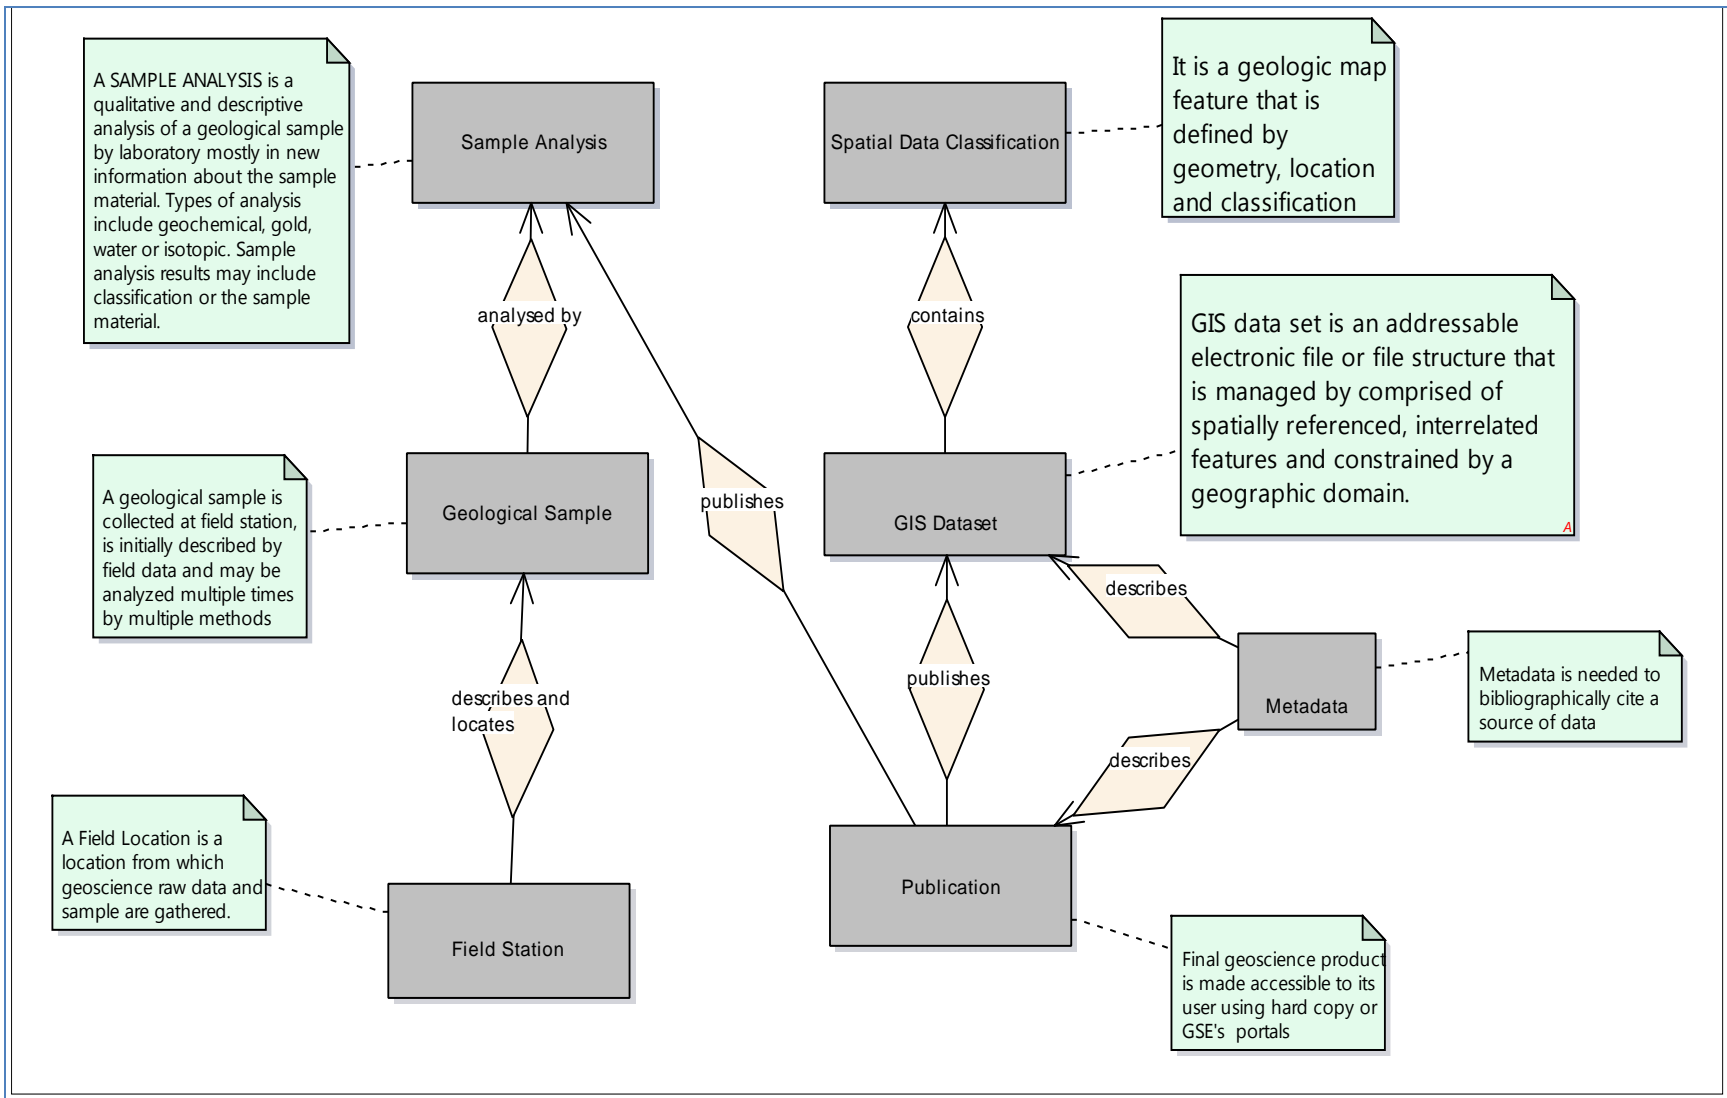 A SAMPLE ANALYSIS is a
qualitative and descriptive
analysis of a geological sample
by laboratory mostly in new
information about the sample
material. Types of analysis
include geochemical, gold,
water or isotopic. Sample
analysis results may include
classification or the sample
material.
Sample Analysis
Spatial Data Classification
It is a geologic map
feature that is
defined by
geometry, location
and classification
analysed by
contains
GIS data set is an addressable
electronic file or file structure that
is managed by comprised of
spatially referenced, interrelated
features and constrained by a
geographic domain.
A
A geological sample is
collected at field station,
is initially described by
field data and may be
analyzed multiple times
by multiple methods
Geological Sample
publishes
GIS Dataset
describes
describes and
locates
publishes
Metadata
Metadata is needed to
bibliographically cite a
source of data
describes
A Field Location is a
location from which
geoscience raw data and
sample are gathered.
Field Station
Publication
Final geoscience product
is made accessible to its
user using hard copy or
GSE's portals